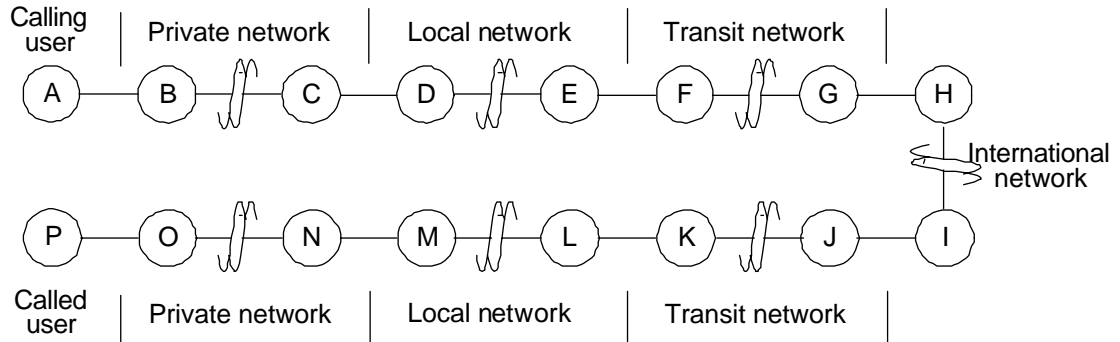 Calling
user
Private network
Local network
Transit network
A B C D E F G H
International
network
P O N M L K J I
Called
user
Private network
Local network
Transit network